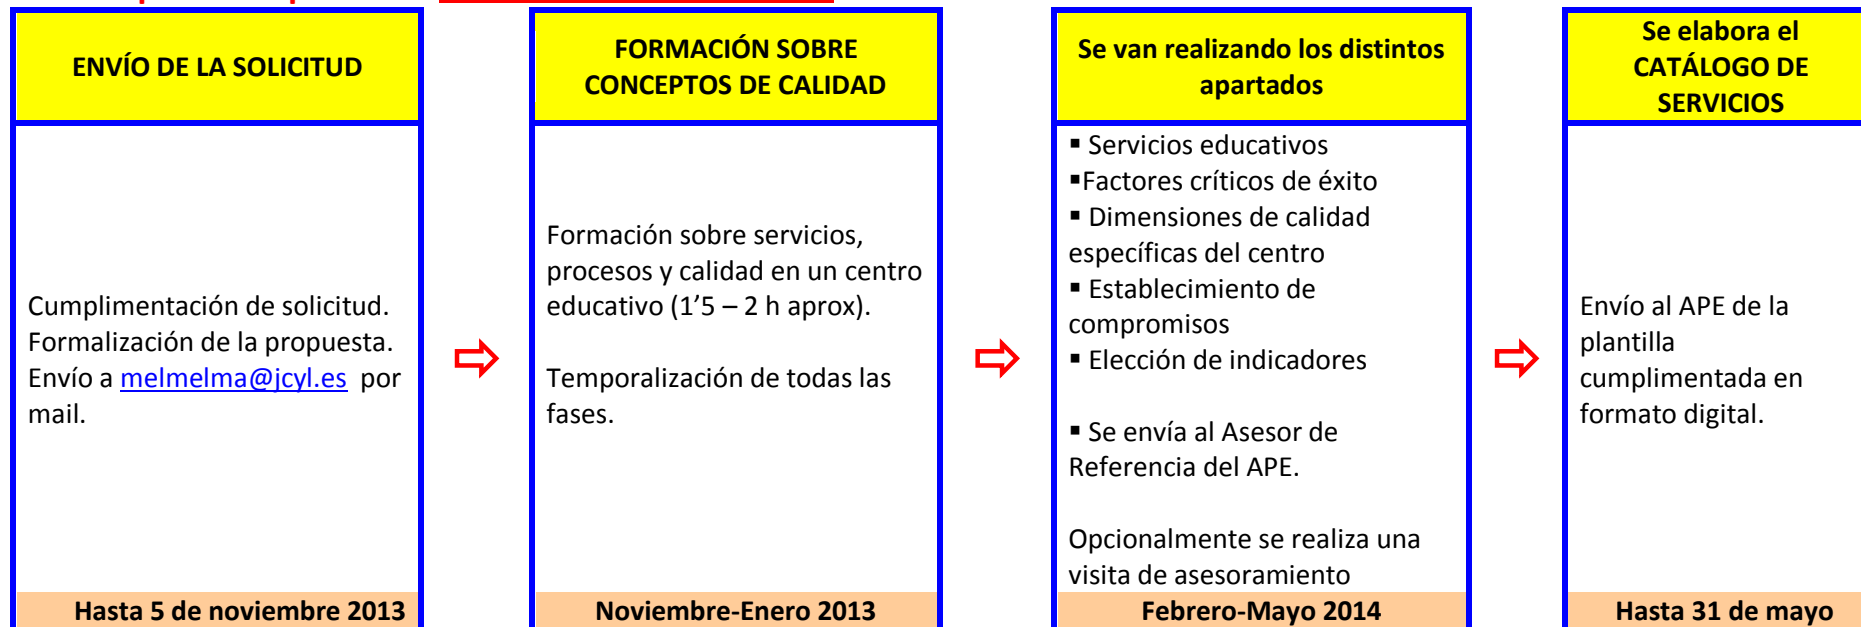 ENVÍO DE LA SOLICITUD
Cumplimentación de solicitud.
Formalización de la propuesta.
Envío a melmelma@jcyl.es por
mail.
Hasta 5 de noviembre 2013
FORMACIÓN SOBRE
CONCEPTOS DE CALIDAD
Formación sobre servicios,
procesos y calidad en un centro
educativo (1’5 – 2 h aprox).
Temporalización de todas las
fases.
Noviembre-Enero 2013
Se van realizando los distintos
apartados
▪ Servicios educativos
▪Factores críticos de éxito
▪ Dimensiones de calidad
específicas del centro
▪ Establecimiento de
compromisos
▪ Elección de indicadores
▪ Se envía al Asesor de
Referencia del APE.
Opcionalmente se realiza una
visita de asesoramiento
Febrero-Mayo 2014
Se elabora el
CATÁLOGO DE
SERVICIOS
Envío al APE de la
plantilla
cumplimentada en
formato digital.
Hasta 31 de mayo